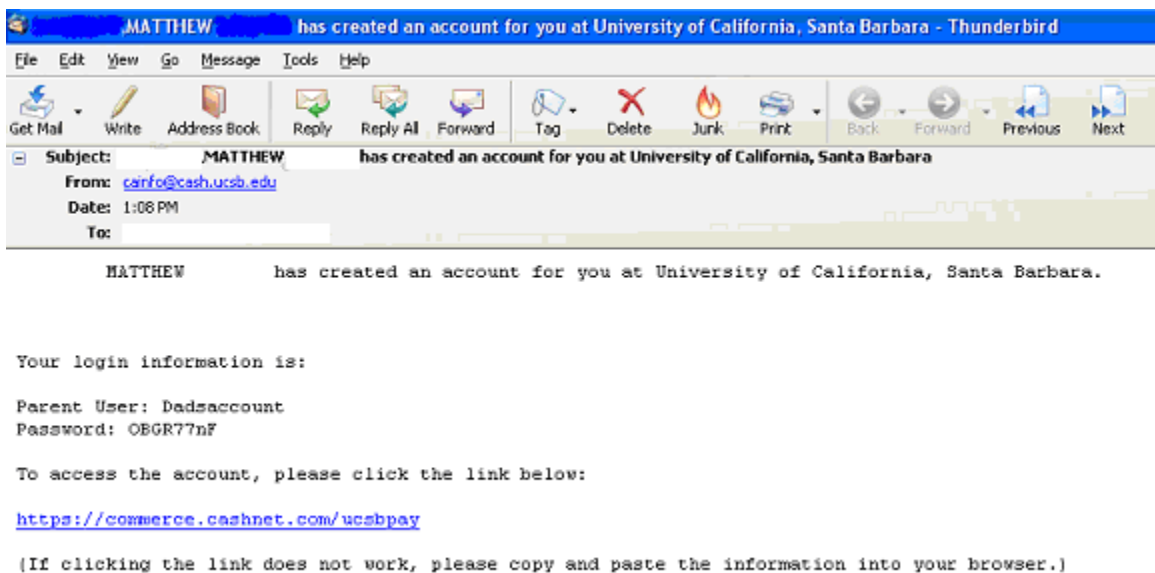 ,MATTHEW has created an account for you at University of California, Santa Barbara - Thunderbird
File Edit View Go Message Tools Help
Get Mail Write Address Book Reply Reply All Forward Tag Delete Junk Print Back Forward Previous Next
Subject: ,MATTHEW has created an account for you at University of California, Santa Barbara
From: cainfo@cash.ucsb.edu
Date: 1:08 PM
To:
MATTHEW has created an account for you at University of California, Santa Barbara.
Your login information is:
Parent User: Dadsaccount
Password: OBGR77nF
To access the account, please click the link below:
https://commerce.cashnet.com/ucsbpay
(If clicking the link does not work, please copy and paste the information into your browser.)